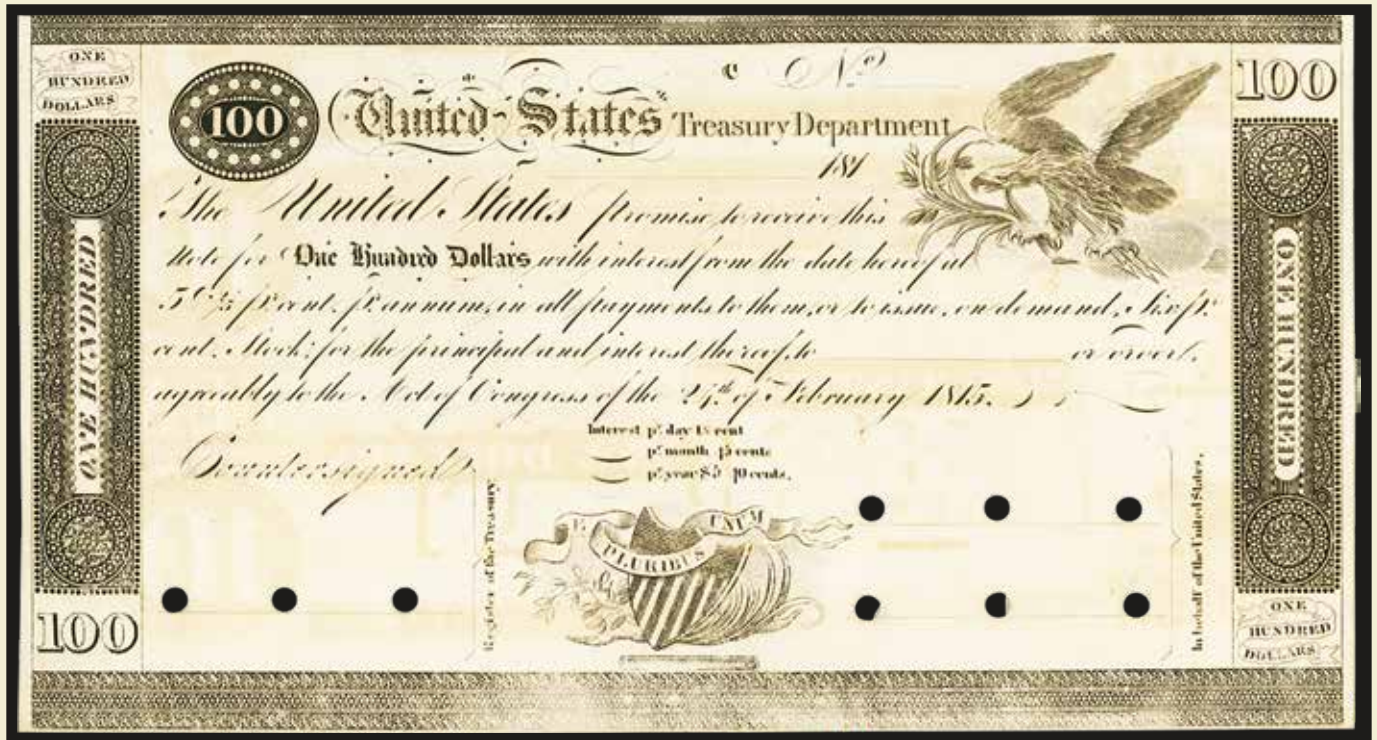 ONE
HUNDRED
DOLLARS
100
United States Treasury Department
C No.
100
181
The United States promise to receive this
Note for One Hundred Dollars with interest from the date hereof at
5 2/5 pr cent. pr annum, in all payments to them, or to issue, on demand, Six pr.
cent. Stock, for the principal and interest thereof, to or order.
agreeably to the Act of Congress of the 24th of February 1815.
Interest pr day 1½ cent
pr month 45 cents
pr year $5 40 cents.
Countersigned
Register of the Treasury
E PLURIBUS UNUM
In behalf of the United States.
ONE HUNDRED
ONE HUNDRED
100
ONE
HUNDRED
DOLLARS